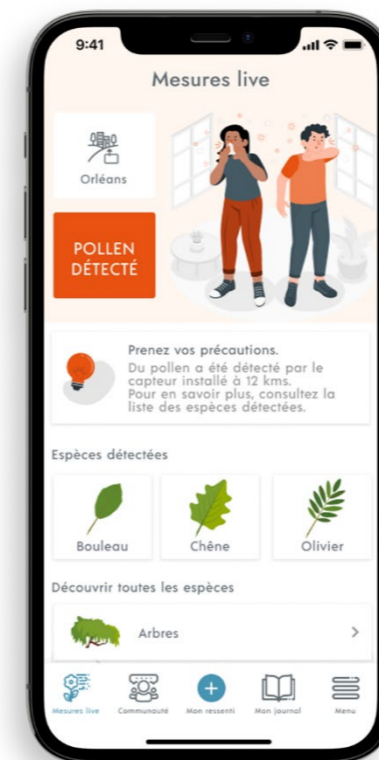 9:41
Mesures live
Orléans
POLLEN
DÉTECTÉ
Prenez vos précautions.
Du pollen a été détecté par le
capteur installé à 12 kms.
Pour en savoir plus, consultez la
liste des espèces détectées.
Espèces détectées
Bouleau
Chêne
Olivier
Découvrir toutes les espèces
Arbres
Mesures live
Communauté
Mon ressenti
Mon journal
Menu